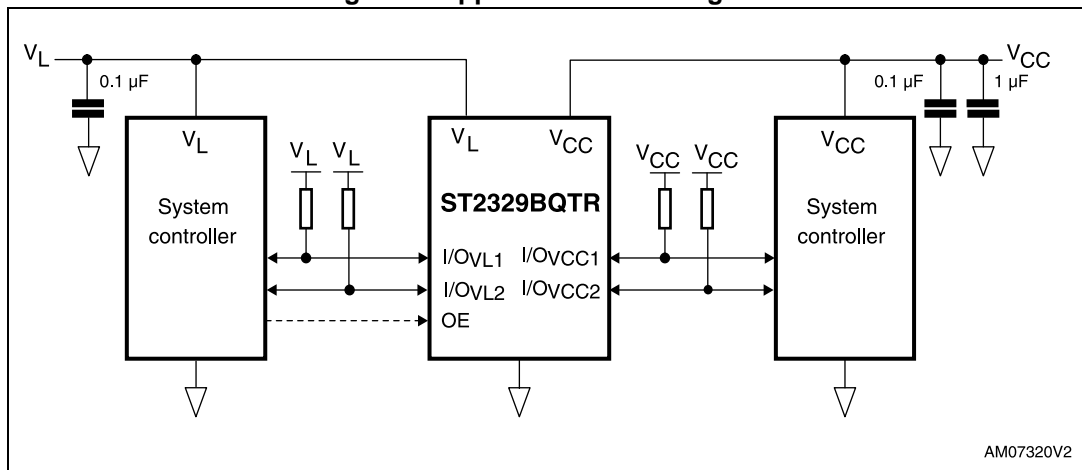 VL
0.1 µF
0.1 µF
1 µF
VCC
VL
VL
VL
System
controller
VL
VCC
ST2329BQTR
I/OVL1
I/OVCC1
I/OVL2
I/OVCC2
OE
VCC
VCC
VCC
System
controller
AM07320V2